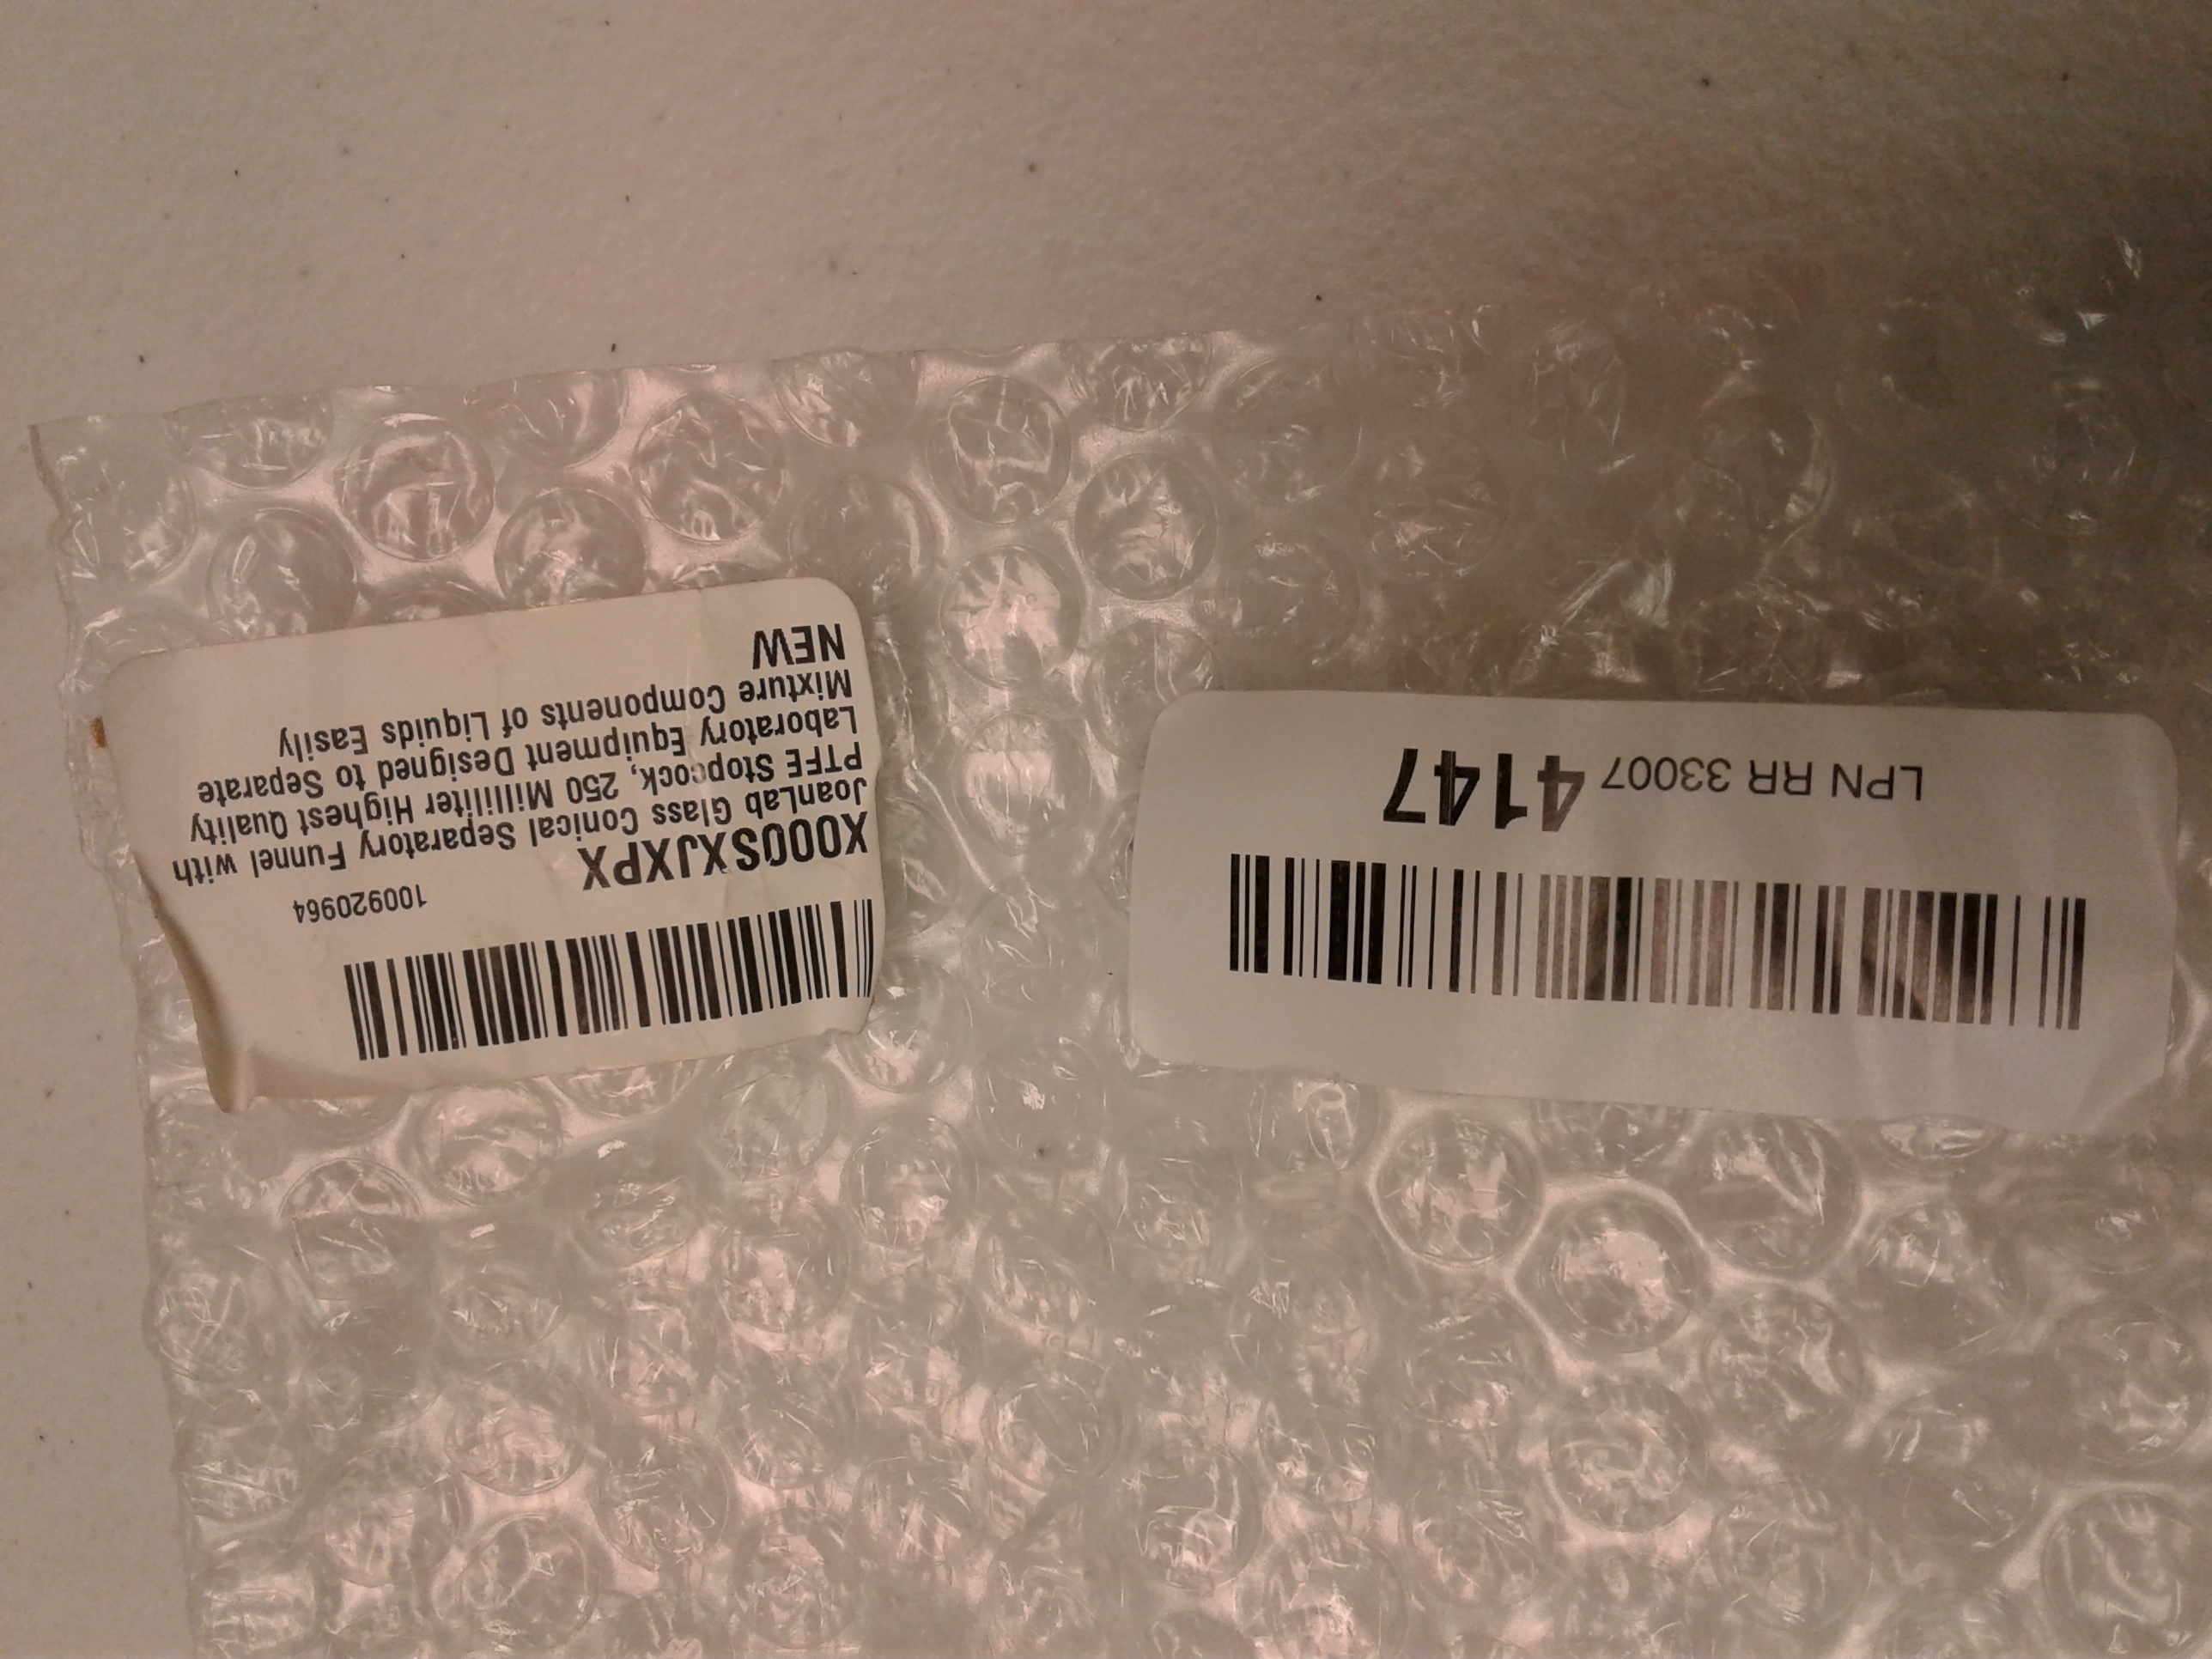 X000SXJXPX
100920964
JoanLab Glass Conical Separatory Funnel with
PTFE Stopcock, 250 Milliliter Highest Quality
Laboratory Equipment Designed to Separate
Mixture Components of Liquids Easily
NEW
LPN RR 33007 4147